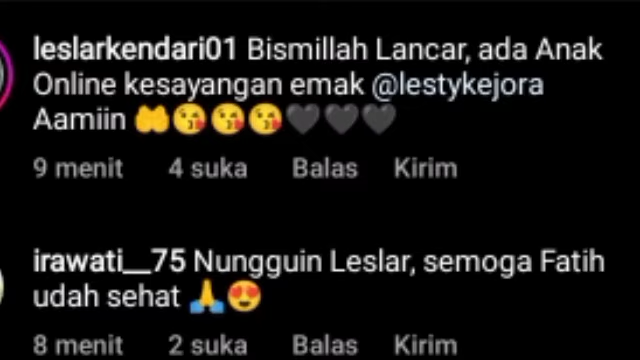 leslarkendari01 Bismillah Lancar, ada Anak
Online kesayangan emak @lestykejora
Aamiin 🤲😘😘😘🖤🖤🖤
9 menit 4 suka Balas Kirim
irawati__75 Nungguin Leslar, semoga Fatih
udah sehat 🙏😍
8 menit 2 suka Balas Kirim